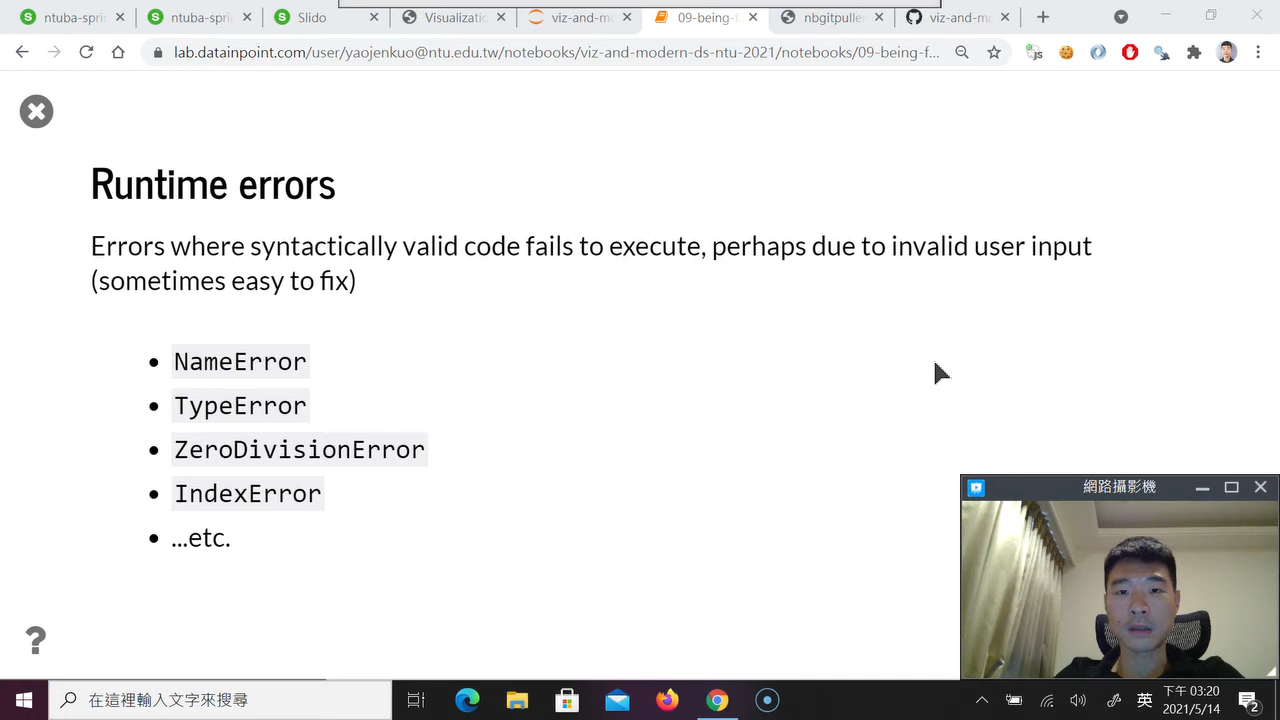 ntuba-spri
ntuba-spri
Slido
Visualizatio
viz-and-mo
09-being-f
nbgitpuller
viz-and-mo
lab.datainpoint.com/user/yaojenkuo@ntu.edu.tw/notebooks/viz-and-modern-ds-ntu-2021/notebooks/09-being-f...
Runtime errors
Errors where syntactically valid code fails to execute, perhaps due to invalid user input
(sometimes easy to fix)
• NameError
• TypeError
• ZeroDivisionError
• IndexError
• ...etc.
網路攝影機
?
在這裡輸入文字來搜尋
英
下午 03:20
2021/5/14
2